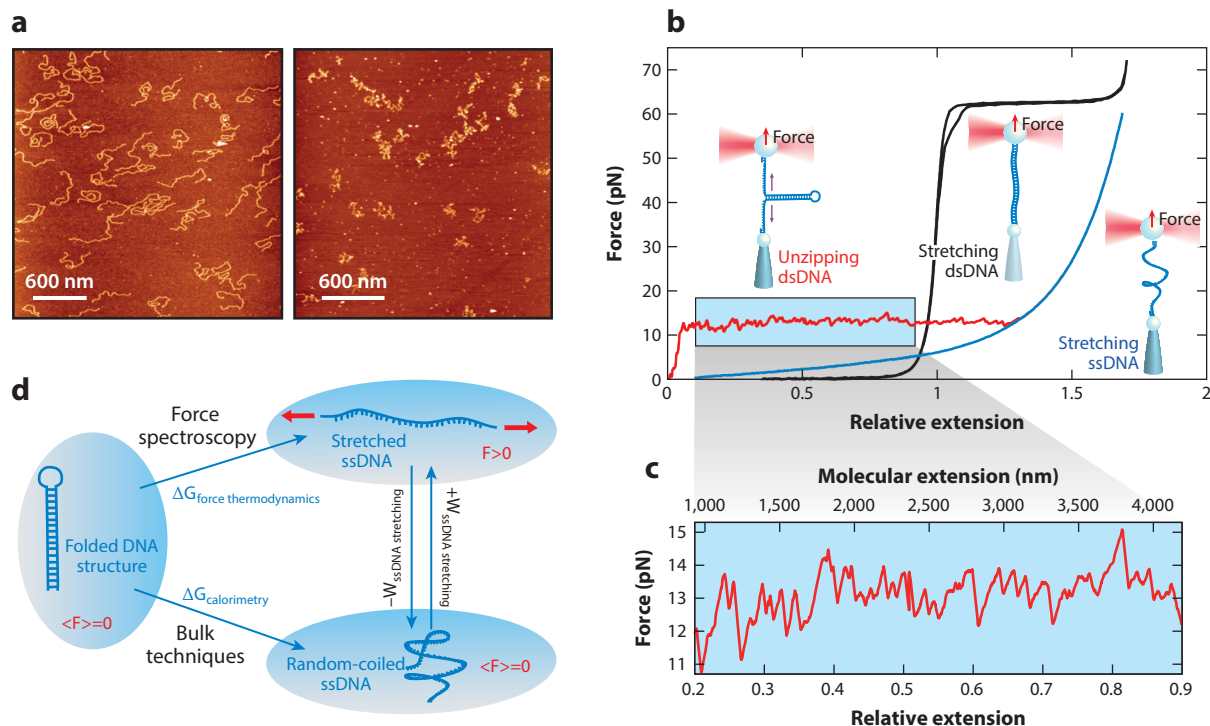 a
600 nm
600 nm
b
Force (pN)
70
60
50
40
30
20
10
0
Force
Unzipping
dsDNA
Force
Stretching
dsDNA
Force
Stretching
ssDNA
0
0.5
1
1.5
2
Relative extension
c
Molecular extension (nm)
1,000
1,500
2,000
2,500
3,000
3,500
4,000
Force (pN)
15
14
13
12
11
0.2
0.3
0.4
0.5
0.6
0.7
0.8
0.9
Relative extension
d
Force
spectroscopy
Stretched
ssDNA
F>0
ΔGforce thermodynamics
Folded DNA
structure
<F>=0
ΔGcalorimetry
Bulk
techniques
−WssDNA stretching
+WssDNA stretching
Random-coiled
ssDNA
<F>=0